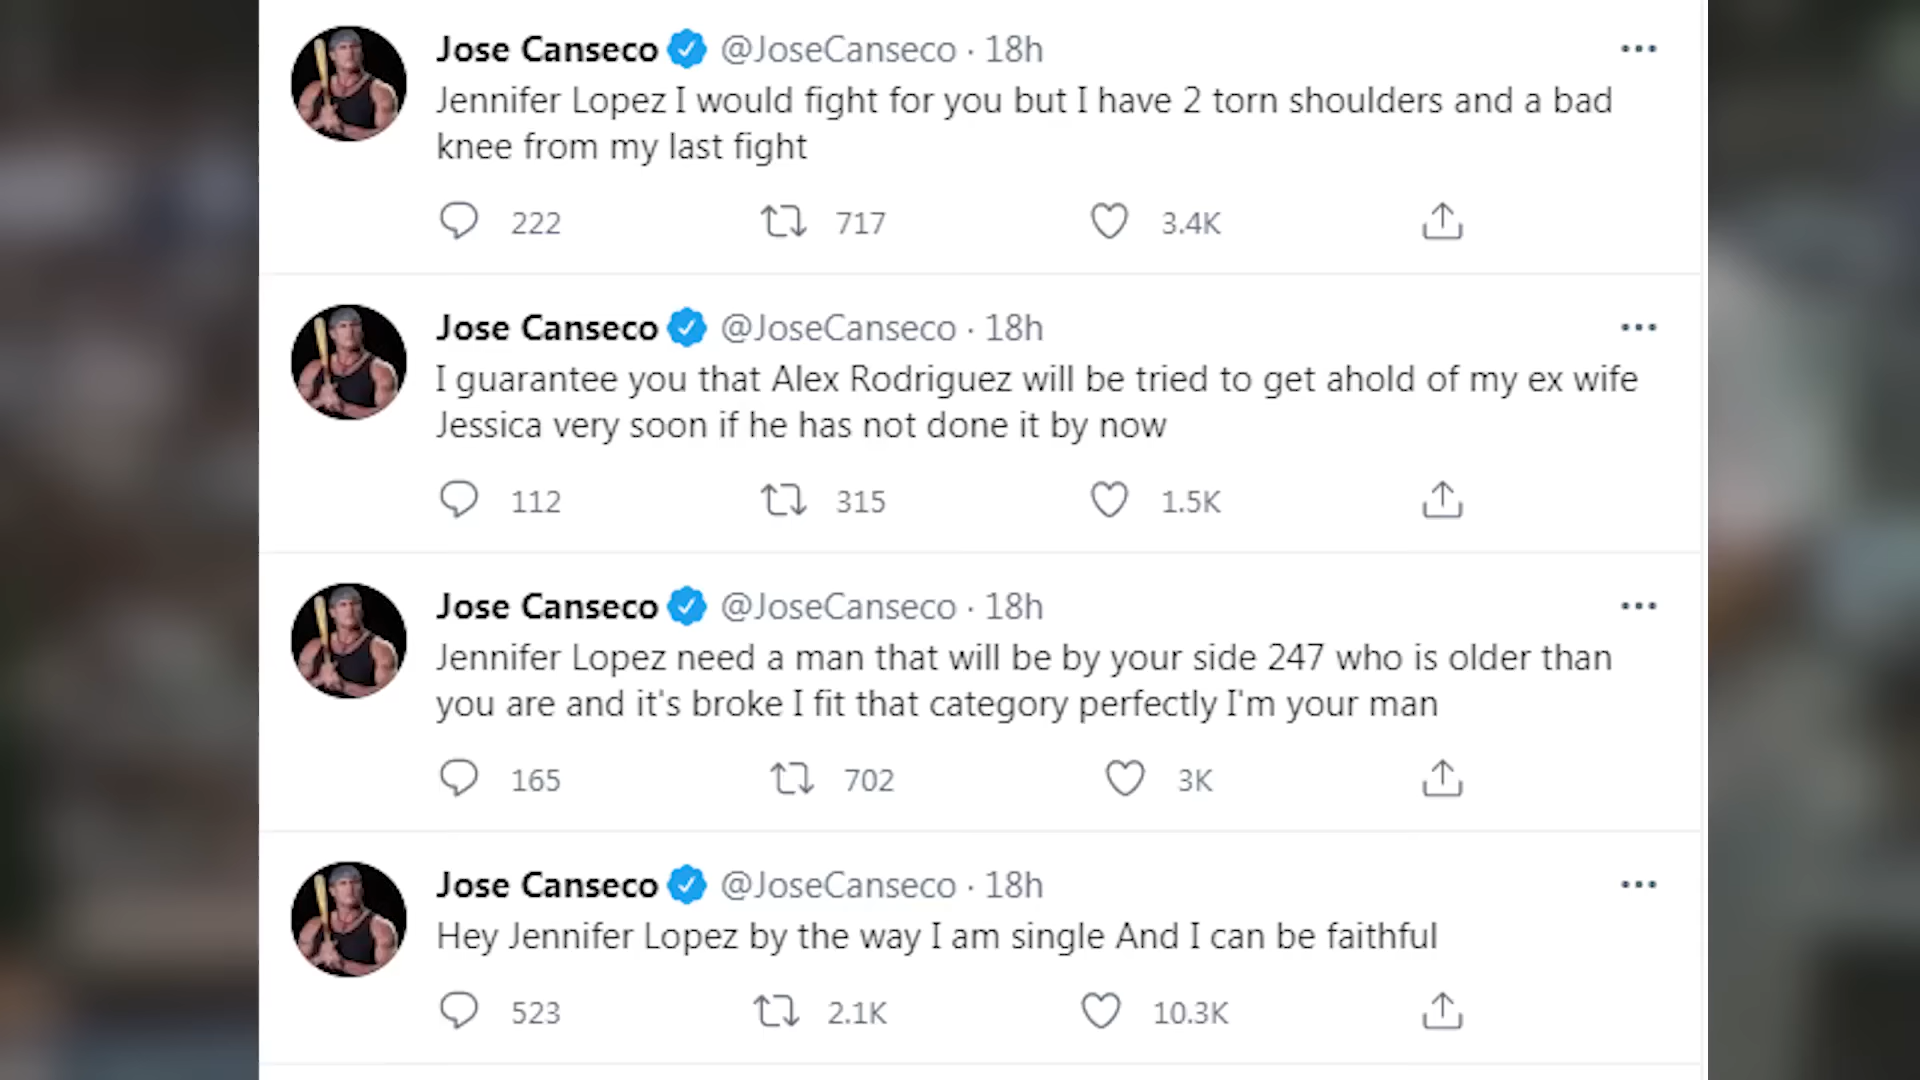 Jose Canseco @JoseCanseco · 18h
Jennifer Lopez I would fight for you but I have 2 torn shoulders and a bad
knee from my last fight
222 717 3.4K
Jose Canseco @JoseCanseco · 18h
I guarantee you that Alex Rodriguez will be tried to get ahold of my ex wife
Jessica very soon if he has not done it by now
112 315 1.5K
Jose Canseco @JoseCanseco · 18h
Jennifer Lopez need a man that will be by your side 247 who is older than
you are and it's broke I fit that category perfectly I'm your man
165 702 3K
Jose Canseco @JoseCanseco · 18h
Hey Jennifer Lopez by the way I am single And I can be faithful
523 2.1K 10.3K